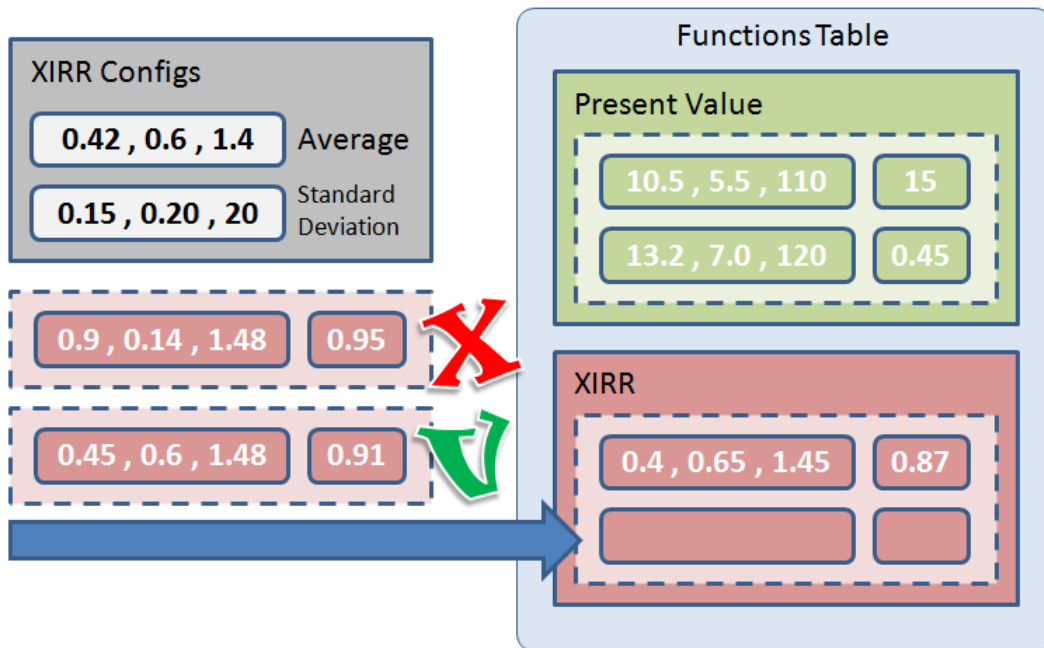 XIRR Configs
0.42 , 0.6 , 1.4
Average
0.15 , 0.20 , 20
Standard
Deviation
0.9 , 0.14 , 1.48
0.95
X
0.45 , 0.6 , 1.48
0.91
V
Functions Table
Present Value
10.5 , 5.5 , 110
15
13.2 , 7.0 , 120
0.45
XIRR
0.4 , 0.65 , 1.45
0.87